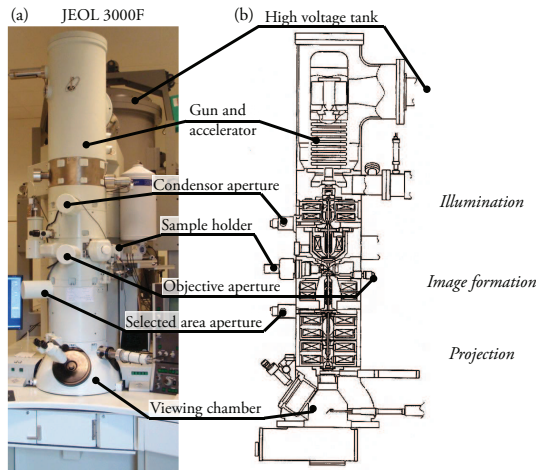 (a)
JEOL 3000F
(b)
High voltage tank
Gun and
accelerator
Condensor aperture
Illumination
Sample holder
Objective aperture
Image formation
Selected area aperture
Projection
Viewing chamber